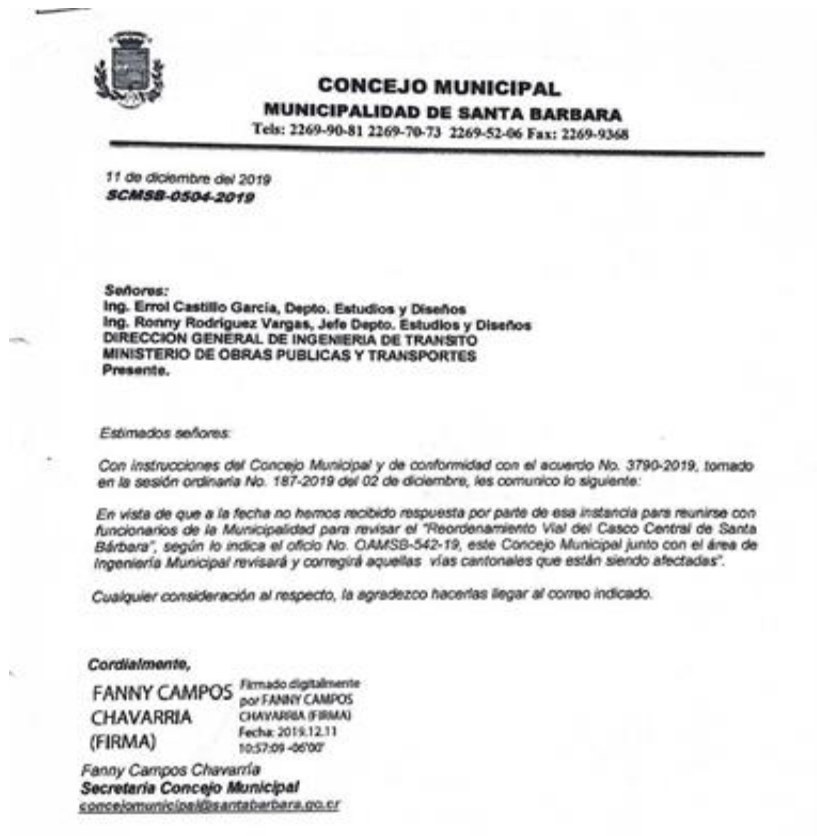 CONCEJO MUNICIPAL
MUNICIPALIDAD DE SANTA BARBARA
Tels: 2269-90-81 2269-70-73 2269-52-06 Fax: 2269-9368
11 de diciembre del 2019
SCMSB-0504-2019
Señores:
Ing. Errol Castillo García, Depto. Estudios y Diseños
Ing. Ronny Rodríguez Vargas, Jefe Depto. Estudios y Diseños
DIRECCION GENERAL DE INGENIERIA DE TRANSITO
MINISTERIO DE OBRAS PUBLICAS Y TRANSPORTES
Presente.
Estimados señores:
Con instrucciones del Concejo Municipal y de conformidad con el acuerdo No. 3790-2019, tomado
en la sesión ordinaria No. 187-2019 del 02 de diciembre, les comunico lo siguiente:
En vista de que a la fecha no hemos recibido respuesta por parte de esa instancia para reunirse con
funcionarios de la Municipalidad para revisar el "Reordenamiento Vial del Casco Central de Santa
Bárbara", según lo indica el oficio No. OAMSB-542-19, este Concejo Municipal junto con el área de
Ingeniería Municipal revisará y corregirá aquellas vías cantonales que están siendo afectadas".
Cualquier consideración al respecto, la agradezco hacerlas llegar al correo indicado.
Cordialmente,
FANNY CAMPOS
CHAVARRIA
(FIRMA)
Firmado digitalmente
por FANNY CAMPOS
CHAVARRIA (FIRMA)
Fecha: 2019.12.11
10:57:09 -06'00'
Fanny Campos Chavarría
Secretaria Concejo Municipal
concejomunicipal@santabarbara.go.cr